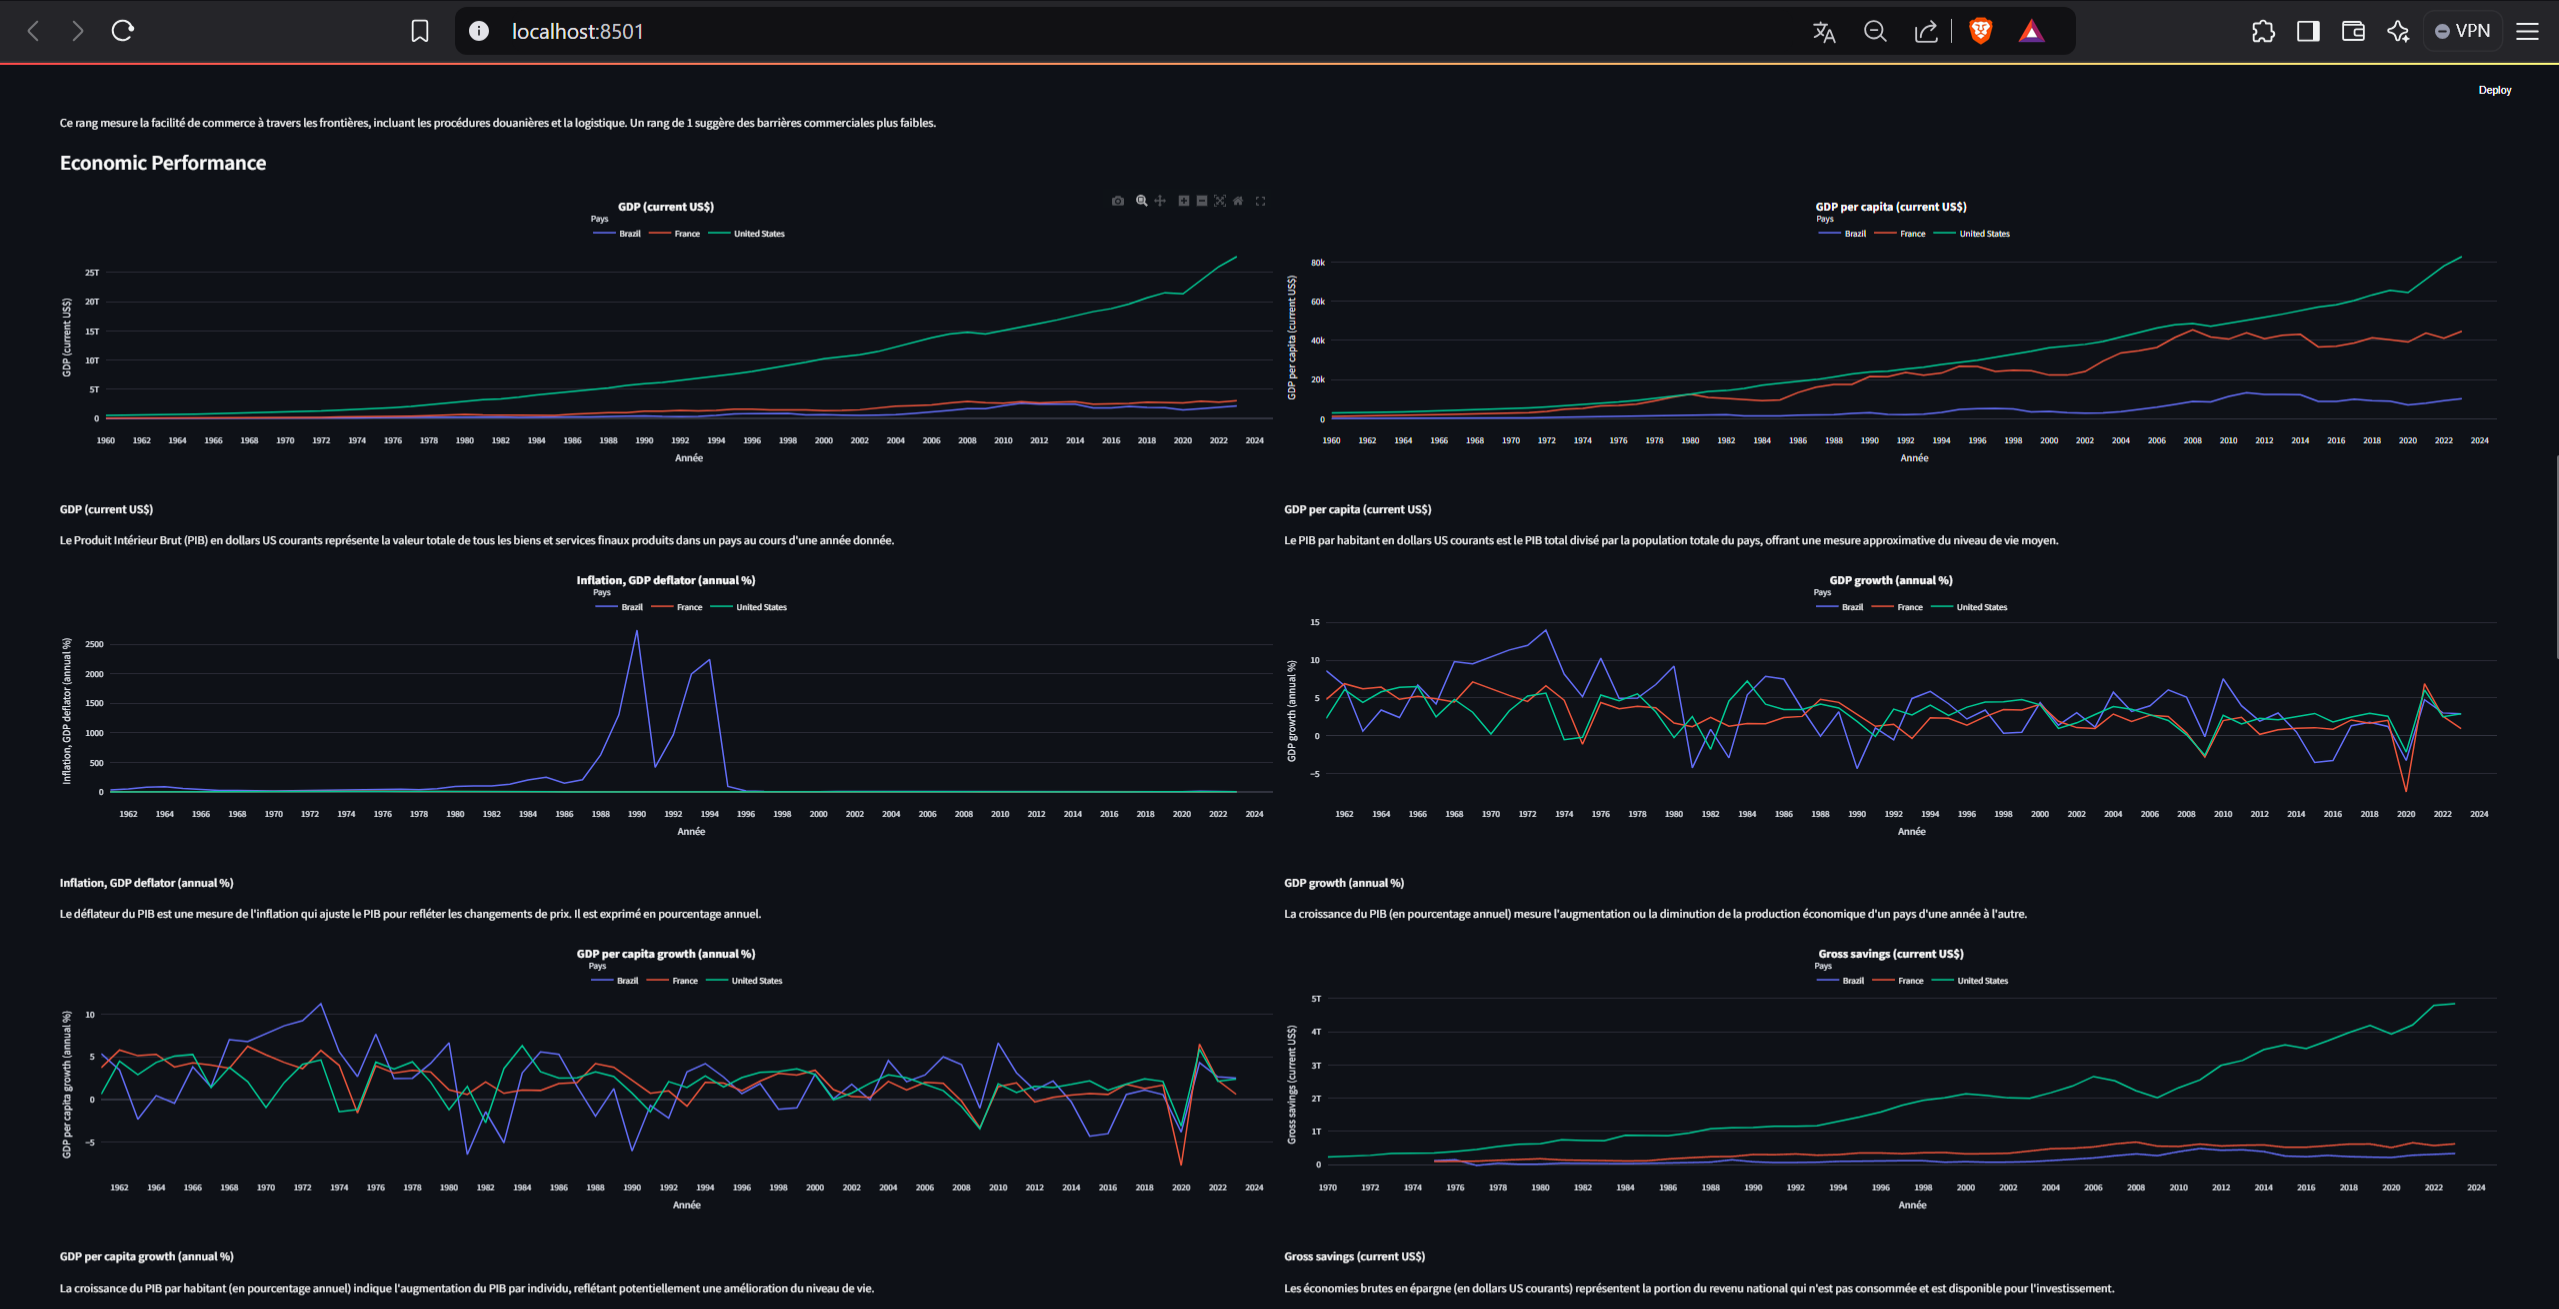 localhost:8501
VPN
Deploy
Ce rang mesure la facilité de commerce à travers les frontières, incluant les procédures douanières et la logistique. Un rang de 1 suggère des barrières commerciales plus faibles.
Economic Performance
GDP (current US$)
Pays
Brazil France United States
GDP (current US$)
25T
20T
15T
10T
5T
0
1960 1962 1964 1966 1968 1970 1972 1974 1976 1978 1980 1982 1984 1986 1988 1990 1992 1994 1996 1998 2000 2002 2004 2006 2008 2010 2012 2014 2016 2018 2020 2022 2024
Année
GDP per capita (current US$)
Pays
Brazil France United States
GDP per capita (current US$)
80k
60k
40k
20k
0
1960 1962 1964 1966 1968 1970 1972 1974 1976 1978 1980 1982 1984 1986 1988 1990 1992 1994 1996 1998 2000 2002 2004 2006 2008 2010 2012 2014 2016 2018 2020 2022 2024
Année
GDP (current US$)
Le Produit Intérieur Brut (PIB) en dollars US courants représente la valeur totale de tous les biens et services finaux produits dans un pays au cours d'une année donnée.
GDP per capita (current US$)
Le PIB par habitant en dollars US courants est le PIB total divisé par la population totale du pays, offrant une mesure approximative du niveau de vie moyen.
Inflation, GDP deflator (annual %)
Pays
Brazil France United States
Inflation, GDP deflator (annual %)
2500
2000
1500
1000
500
0
1962 1964 1966 1968 1970 1972 1974 1976 1978 1980 1982 1984 1986 1988 1990 1992 1994 1996 1998 2000 2002 2004 2006 2008 2010 2012 2014 2016 2018 2020 2022 2024
Année
GDP growth (annual %)
Pays
Brazil France United States
GDP growth (annual %)
15
10
5
0
−5
1962 1964 1966 1968 1970 1972 1974 1976 1978 1980 1982 1984 1986 1988 1990 1992 1994 1996 1998 2000 2002 2004 2006 2008 2010 2012 2014 2016 2018 2020 2022 2024
Année
Inflation, GDP deflator (annual %)
Le déflateur du PIB est une mesure de l'inflation qui ajuste le PIB pour refléter les changements de prix. Il est exprimé en pourcentage annuel.
GDP growth (annual %)
La croissance du PIB (en pourcentage annuel) mesure l'augmentation ou la diminution de la production économique d'un pays d'une année à l'autre.
GDP per capita growth (annual %)
Pays
Brazil France United States
GDP per capita growth (annual %)
10
5
0
−5
1962 1964 1966 1968 1970 1972 1974 1976 1978 1980 1982 1984 1986 1988 1990 1992 1994 1996 1998 2000 2002 2004 2006 2008 2010 2012 2014 2016 2018 2020 2022 2024
Année
Gross savings (current US$)
Pays
Brazil France United States
Gross savings (current US$)
5T
4T
3T
2T
1T
0
1970 1972 1974 1976 1978 1980 1982 1984 1986 1988 1990 1992 1994 1996 1998 2000 2002 2004 2006 2008 2010 2012 2014 2016 2018 2020 2022 2024
Année
GDP per capita growth (annual %)
La croissance du PIB par habitant (en pourcentage annuel) indique l'augmentation du PIB par individu, reflétant potentiellement une amélioration du niveau de vie.
Gross savings (current US$)
Les économies brutes en épargne (en dollars US courants) représentent la portion du revenu national qui n'est pas consommée et est disponible pour l'investissement.